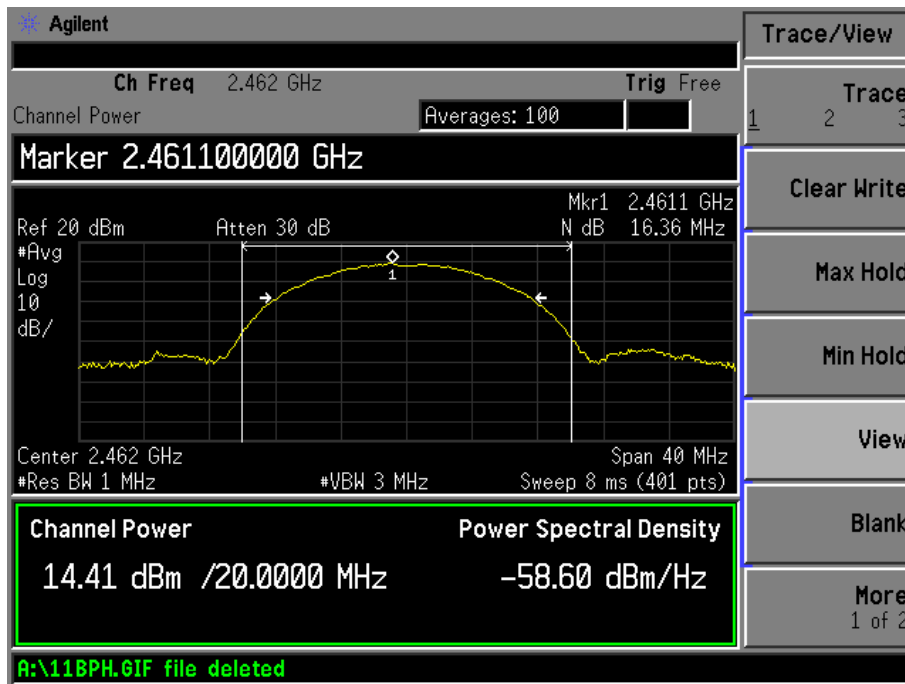 Agilent
Ch Freq 2.462 GHz Trig Free
Channel Power Averages: 100
Marker 2.461100000 GHz
Mkr1 2.4611 GHz
Ref 20 dBm Atten 30 dB N dB 16.36 MHz
#Avg
Log
10
dB/
1
Center 2.462 GHz Span 40 MHz
#Res BW 1 MHz #VBW 3 MHz Sweep 8 ms (401 pts)
Channel Power Power Spectral Density
14.41 dBm /20.0000 MHz -58.60 dBm/Hz
A:\11BPH.GIF file deleted
Trace/View
Trace
1 2 3
Clear Write
Max Hold
Min Hold
View
Blank
More
1 of 2